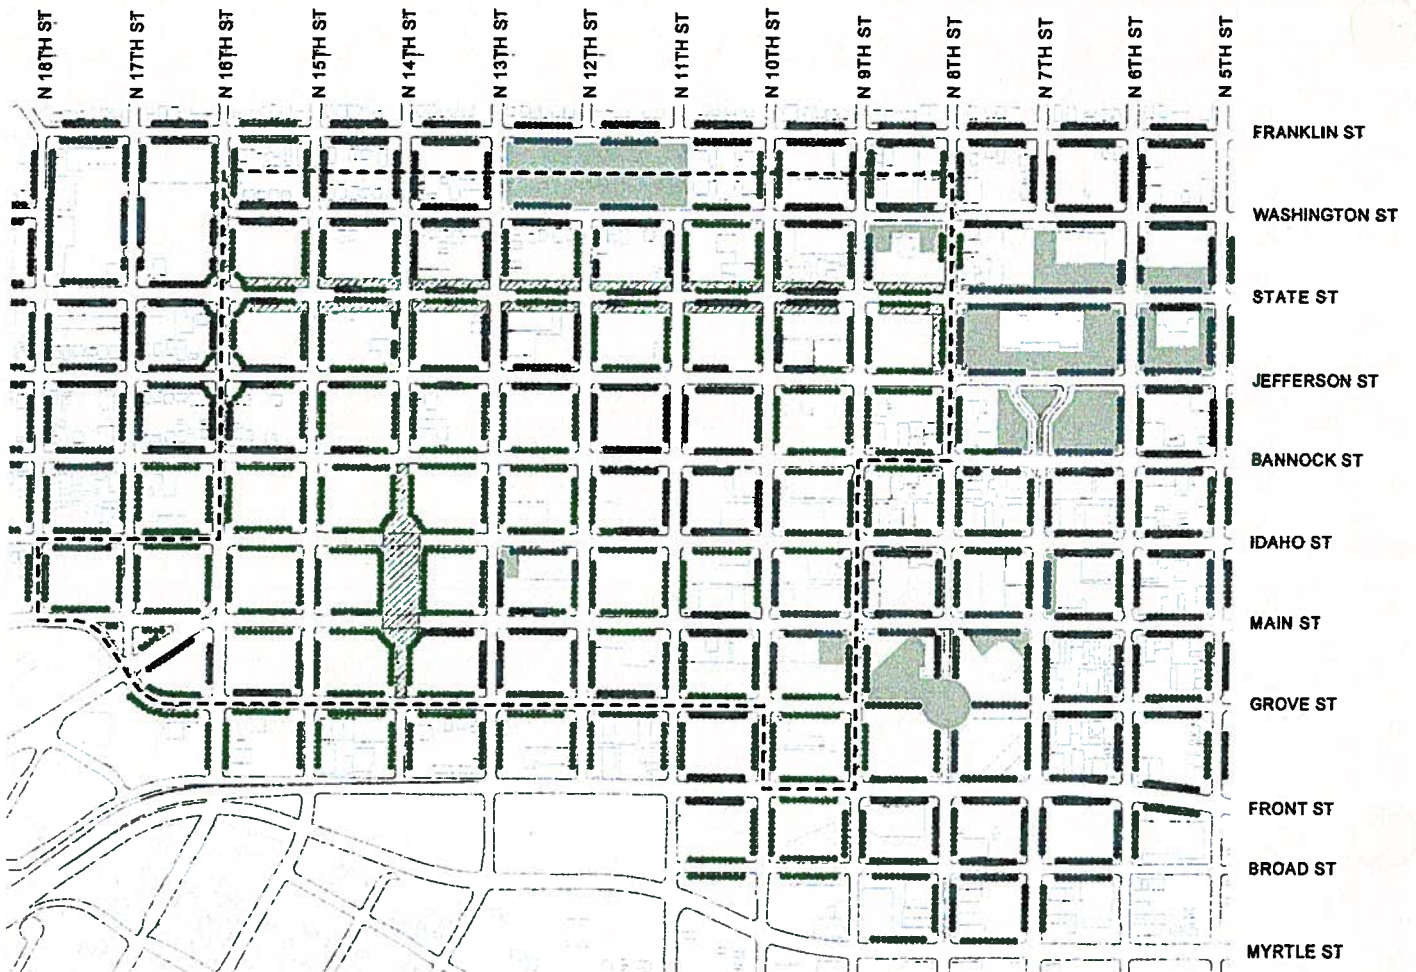 N 18TH ST
N 17TH ST
N 16TH ST
N 15TH ST
N 14TH ST
N 13TH ST
N 12TH ST
N 11TH ST
N 10TH ST
N 9TH ST
N 8TH ST
N 7TH ST
N 6TH ST
N 5TH ST
FRANKLIN ST
WASHINGTON ST
STATE ST
JEFFERSON ST
BANNOCK ST
IDAHO ST
MAIN ST
GROVE ST
FRONT ST
BROAD ST
MYRTLE ST